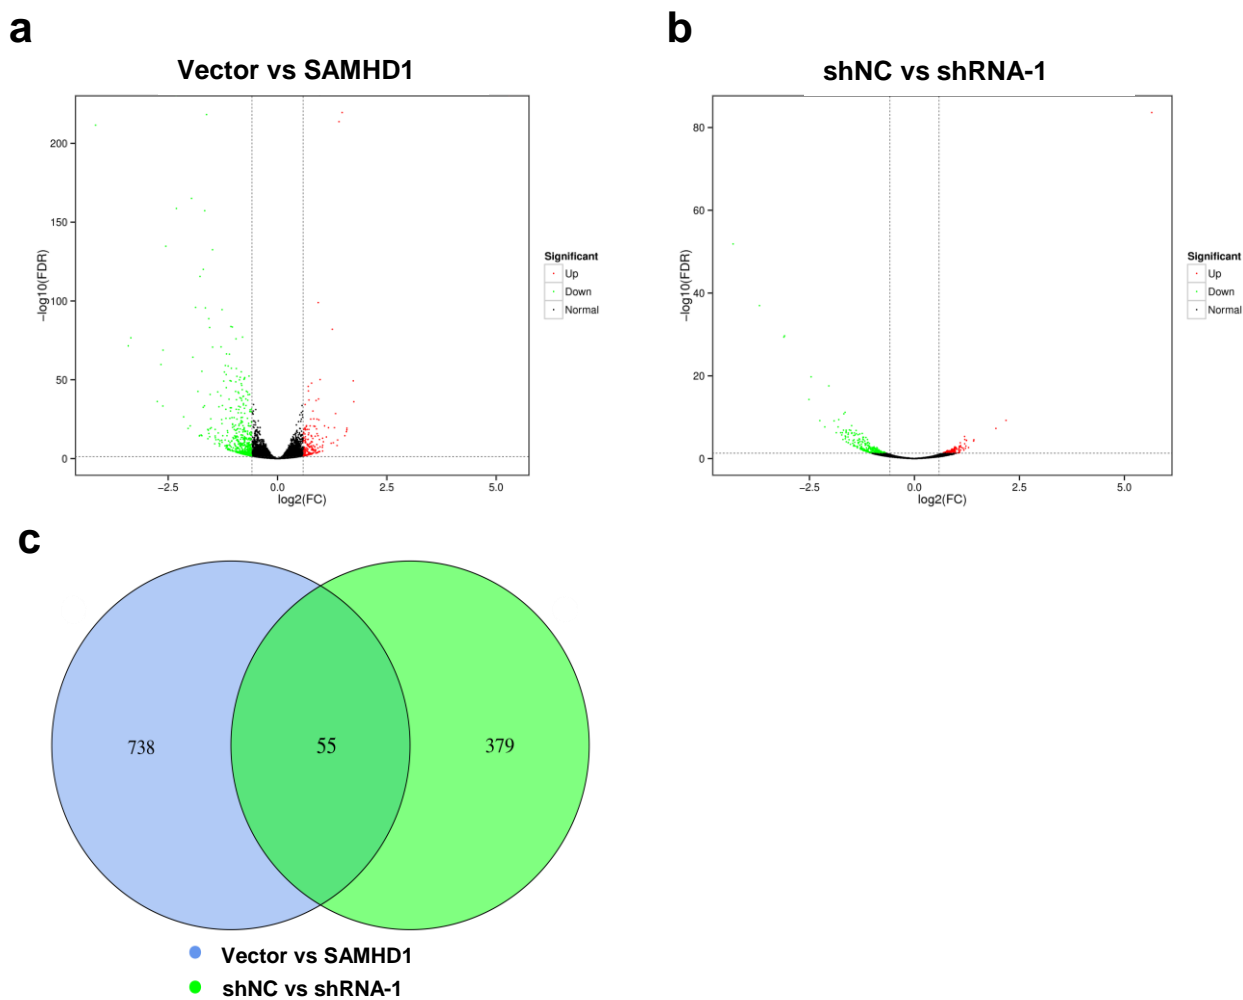 a
Vector vs SAMHD1
200
150
100
50
0
−log10(FDR)
−2.5
0.0
2.5
5.0
log2(FC)
Significant
Up
Down
Normal
b
shNC vs shRNA-1
80
60
40
20
0
−log10(FDR)
−2.5
0.0
2.5
5.0
log2(FC)
Significant
Up
Down
Normal
c
738
55
379
Vector vs SAMHD1
shNC vs shRNA-1